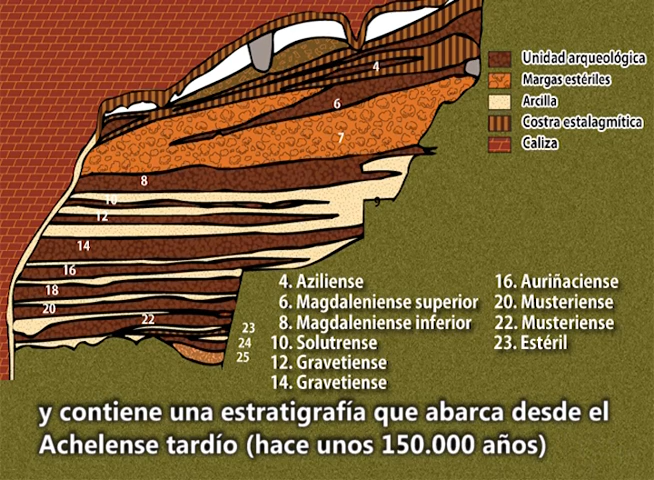 4
Unidad arqueológica
Margas estériles
Arcilla
Costra estalagmítica
Caliza
6
7
8
10
9
12
14
16
18
20
22
23
24
25
4. Aziliense
6. Magdaleniense superior
8. Magdaleniense inferior
10. Solutrense
12. Gravetiense
14. Gravetiense
16. Auriñaciense
20. Musteriense
22. Musteriense
23. Estéril
y contiene una estratigrafía que abarca desde el
Achelense tardío (hace unos 150.000 años)